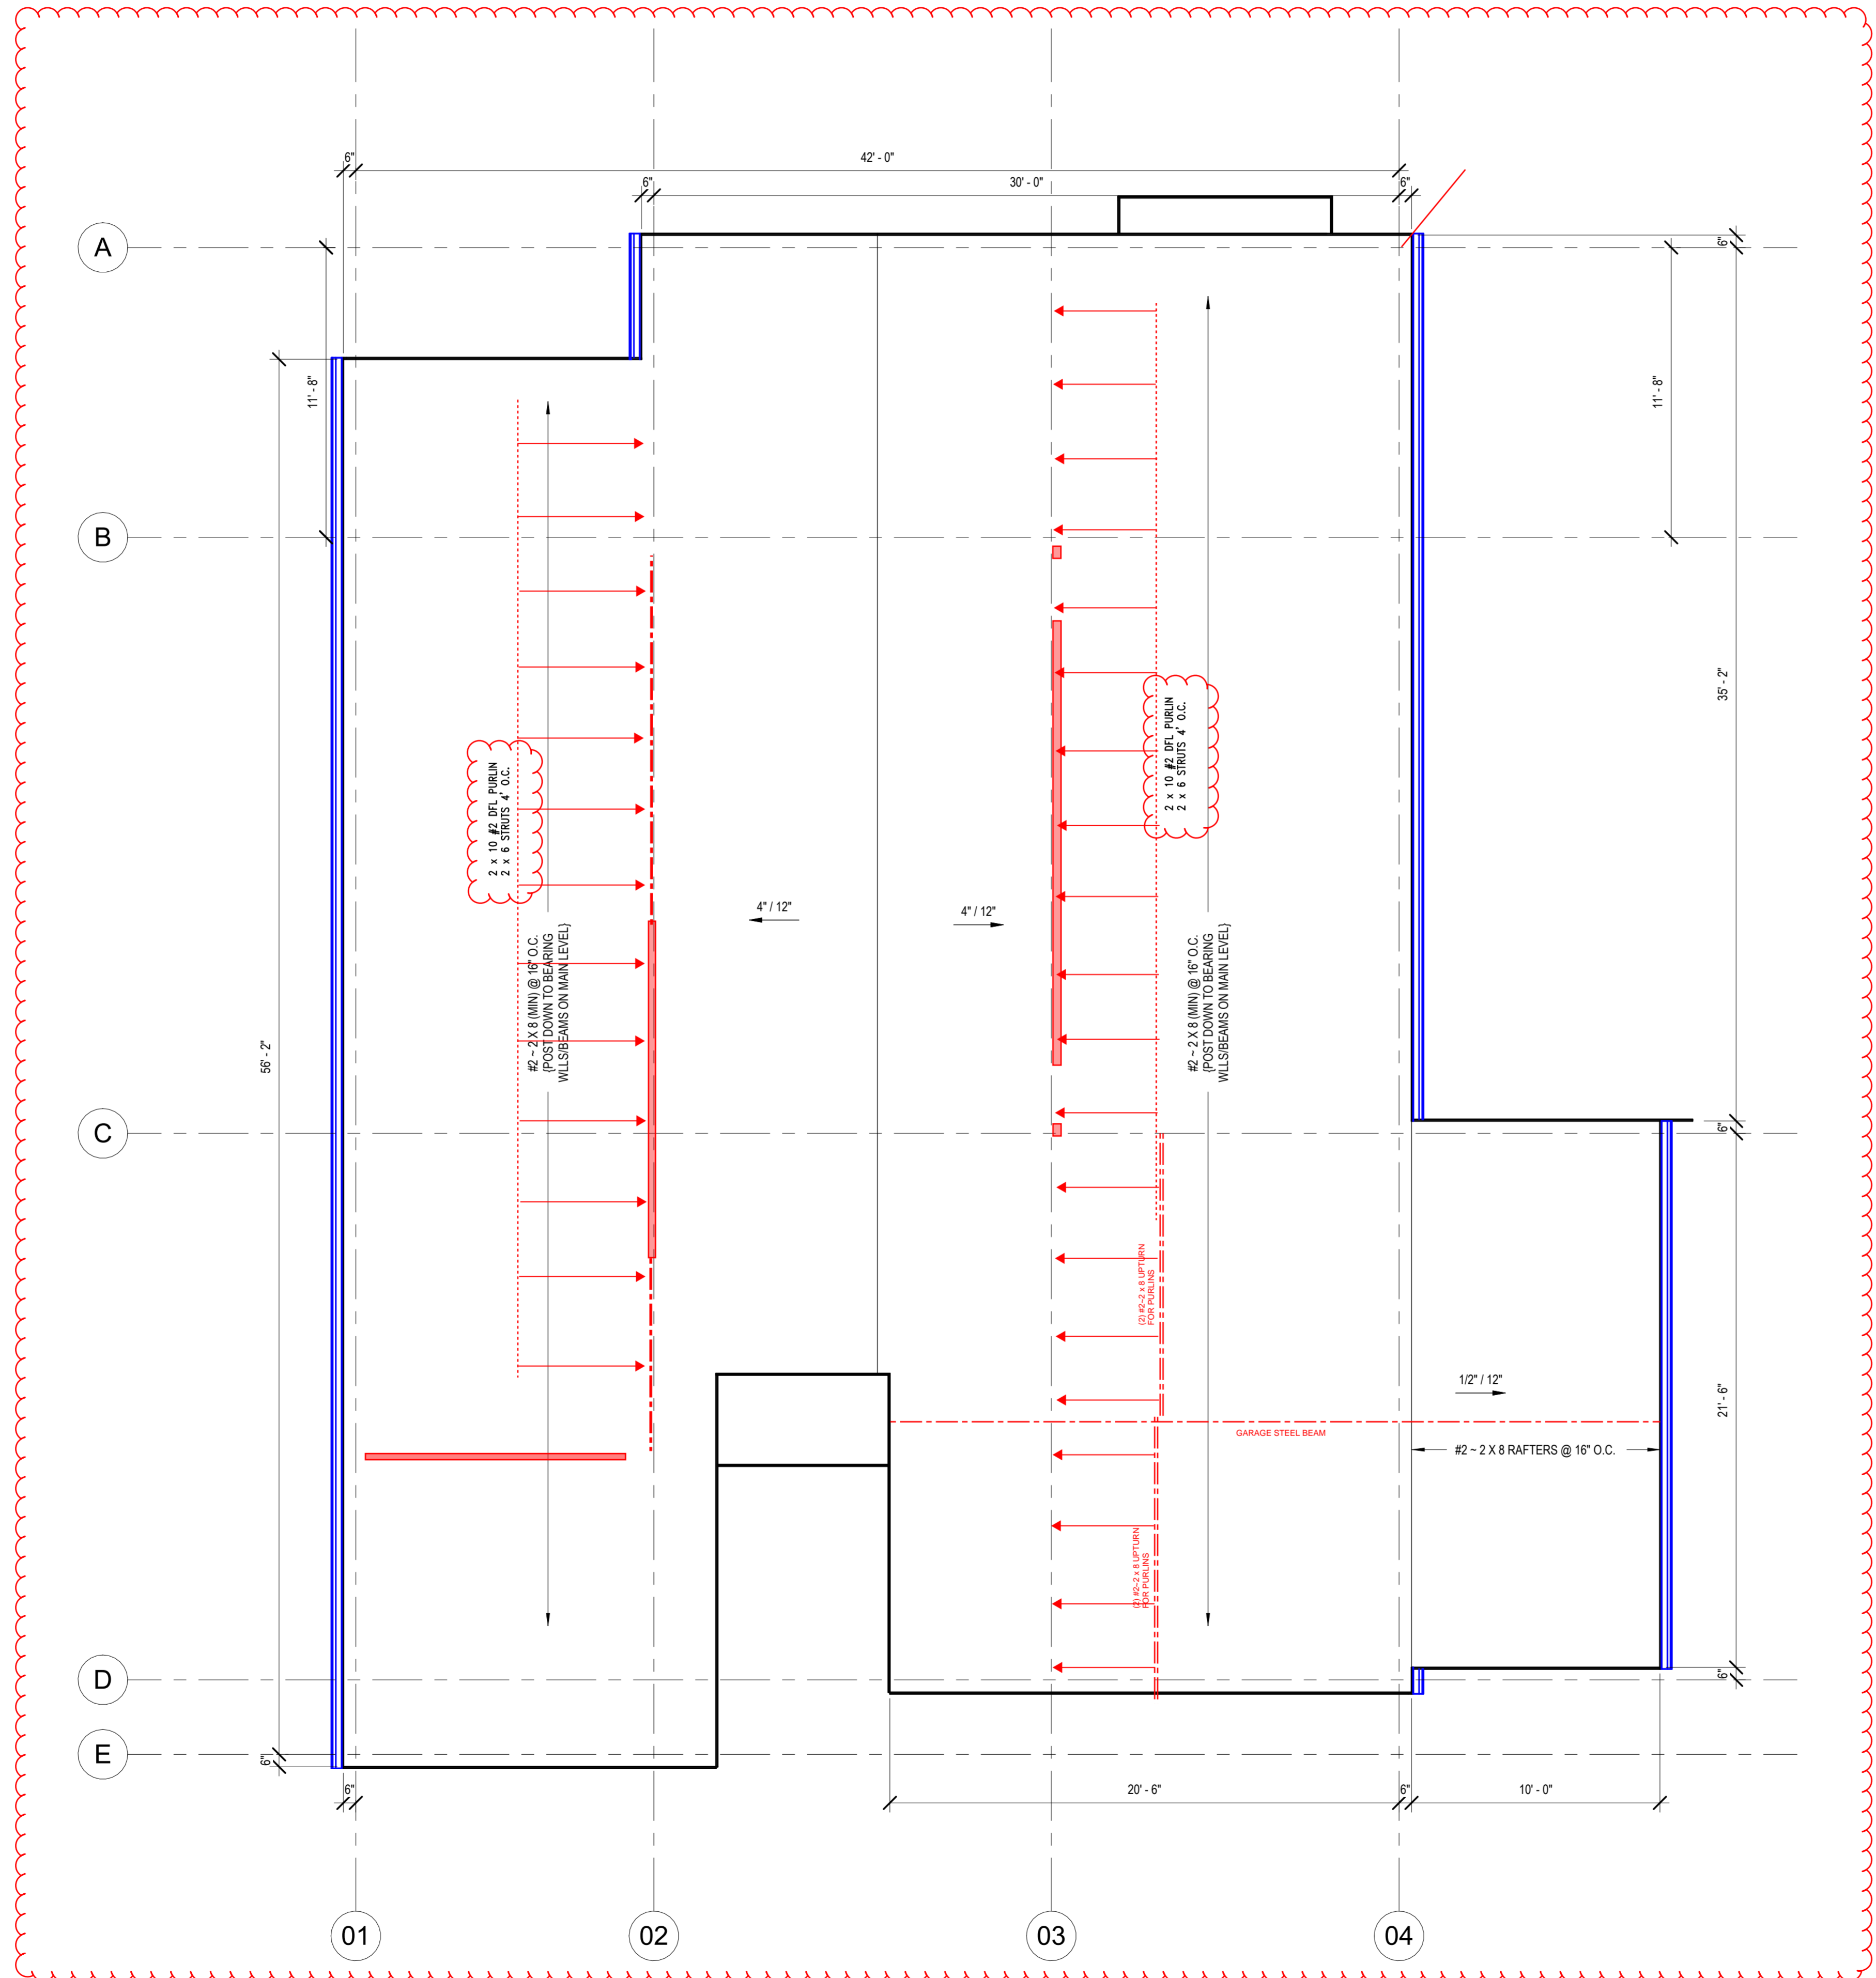 6"
42' - 0"
6"
30' - 0"
6"
A
6"
11' - 8"
11' - 8"
B
35' - 2"
2 x 10 #2 DFL PURLIN
2 x 6 STRUTS 4' O.C.
2 x 10 #2 DFL PURLIN
2 x 6 STRUTS 4' O.C.
4" / 12"
4" / 12"
#2 ~ 2 X 8 (MIN) @ 16" O.C.
{POST DOWN TO BEARING
WLLS/BEAMS ON MAIN LEVEL}
#2 ~ 2 X 8 (MIN) @ 16" O.C.
{POST DOWN TO BEARING
WLLS/BEAMS ON MAIN LEVEL}
56' - 2"
C
6"
(2) #2~2 x 8 UPTURN
FOR PURLINS
1/2" / 12"
21' - 6"
GARAGE STEEL BEAM
#2 ~ 2 X 8 RAFTERS @ 16" O.C.
(2) #2~2 x 8 UPTURN
FOR PURLINS
D
6"
E
6"
6"
20' - 6"
6"
10' - 0"
01
02
03
04